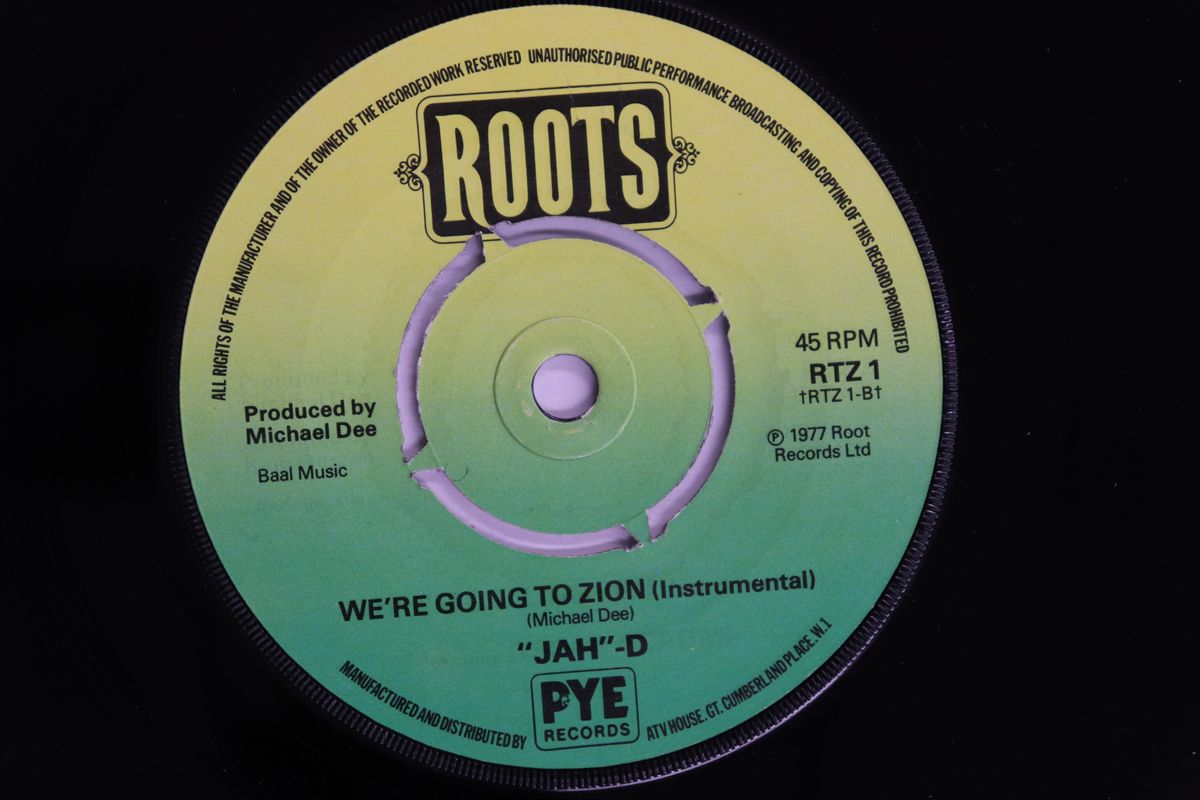 ALL RIGHTS OF THE MANUFACTURER AND OF THE OWNER OF THE RECORDED WORK RESERVED UNAUTHORISED PUBLIC PERFORMANCE BROADCASTING AND COPYING OF THIS RECORD PROHIBITED
ROOTS
45 RPM
RTZ 1
†RTZ 1-B†
Produced by
Michael Dee
Baal Music
℗ 1977 Root
Records Ltd
WE'RE GOING TO ZION (Instrumental)
(Michael Dee)
"JAH"-D
MANUFACTURED AND DISTRIBUTED BY
PYE
RECORDS
ATV HOUSE. GT. CUMBERLAND PLACE. W.1